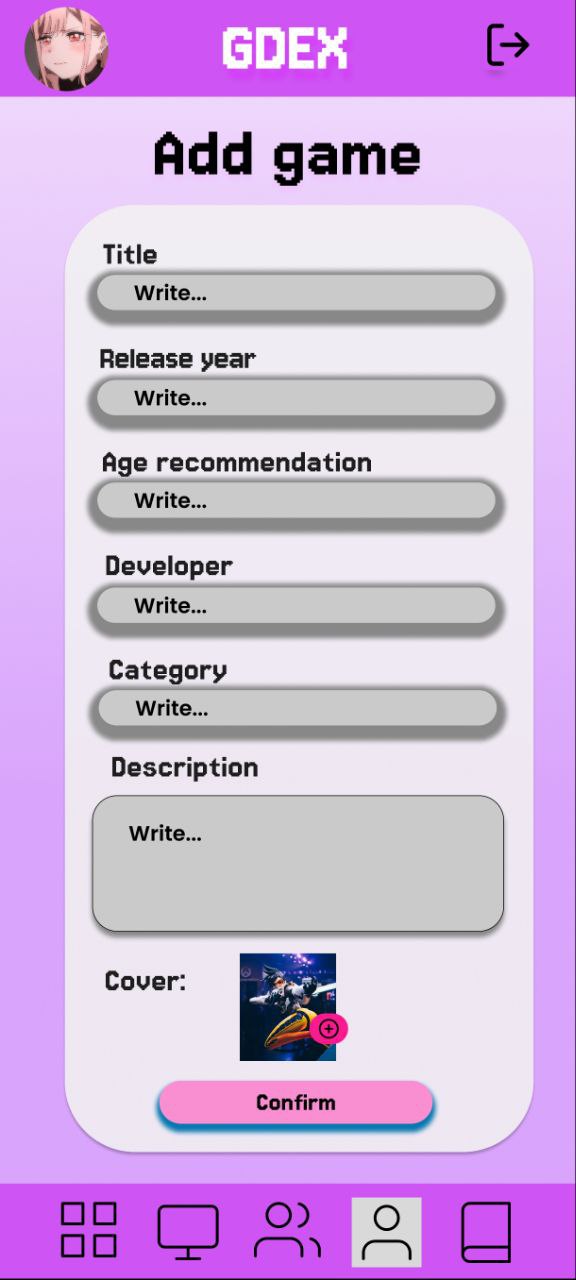 GDEX
Add game
Title
Write...
Release year
Write...
Age recommendation
Write...
Developer
Write...
Category
Write...
Description
Write...
Cover:
Confirm